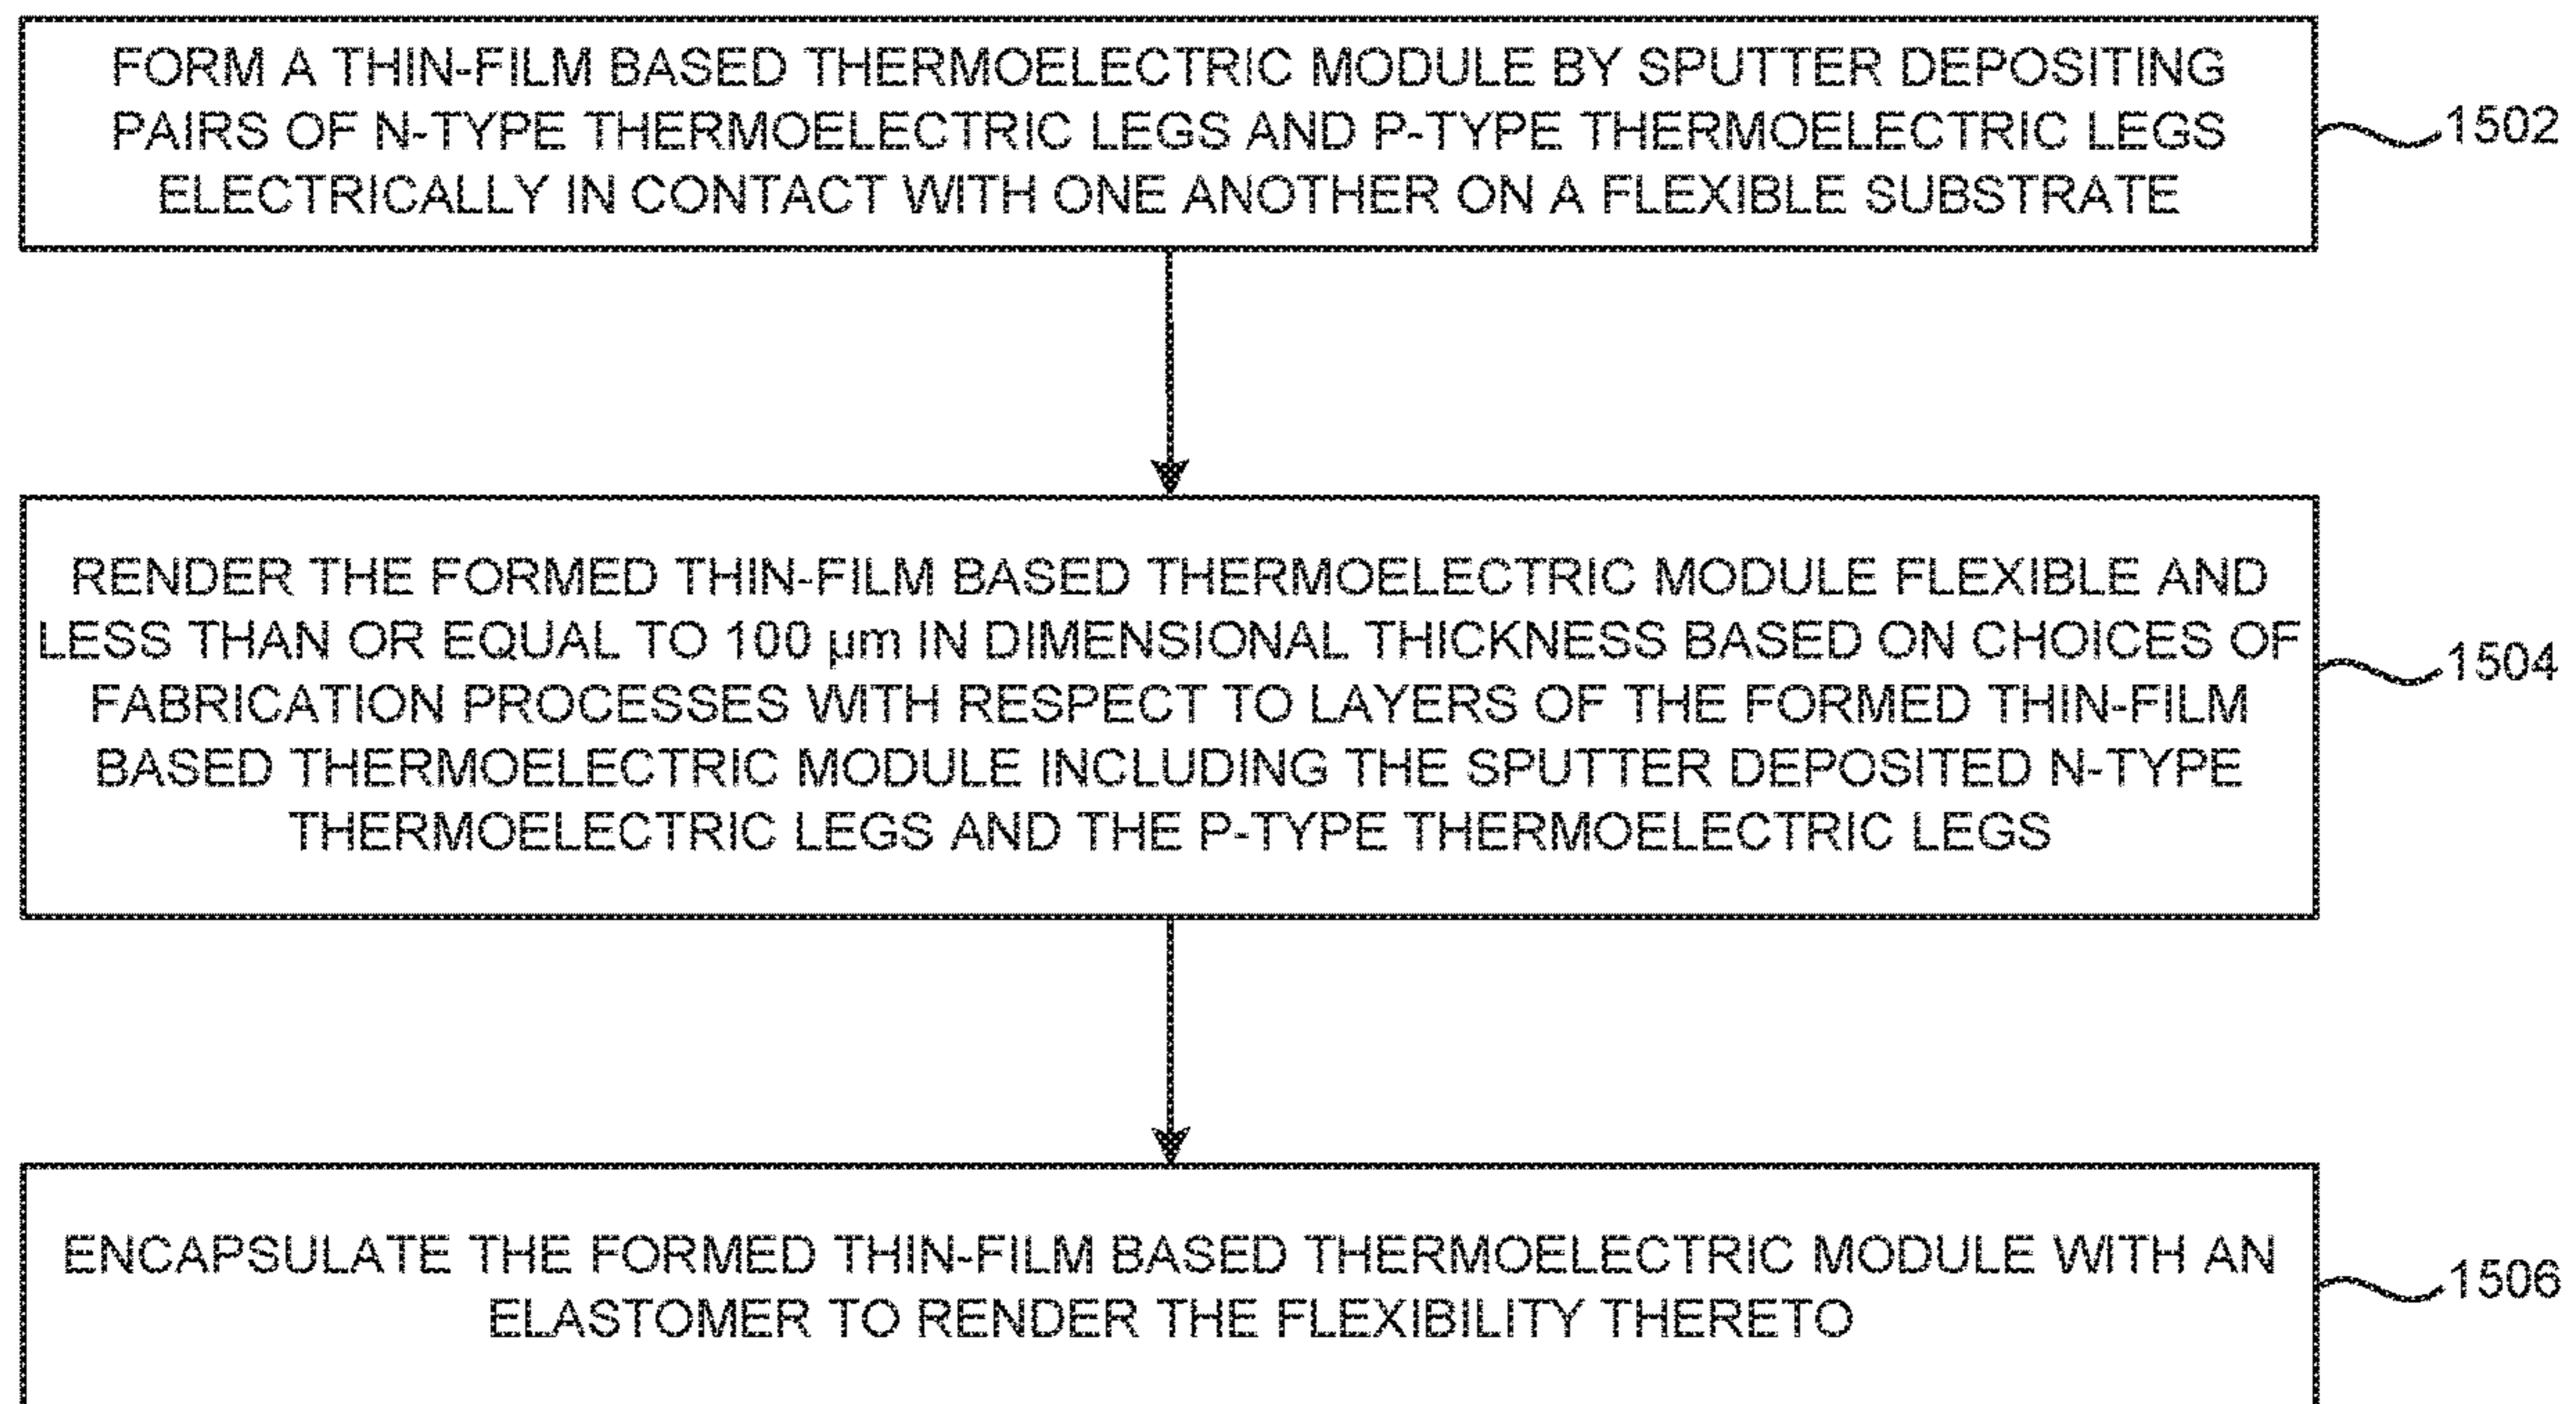 FORM A THIN-FILM BASED THERMOELECTRIC MODULE BY SPUTTER DEPOSITING
PAIRS OF N-TYPE THERMOELECTRIC LEGS AND P-TYPE THERMOELECTRIC LEGS
ELECTRICALLY IN CONTACT WITH ONE ANOTHER ON A FLEXIBLE SUBSTRATE
1502
RENDER THE FORMED THIN-FILM BASED THERMOELECTRIC MODULE FLEXIBLE AND
LESS THAN OR EQUAL TO 100 µm IN DIMENSIONAL THICKNESS BASED ON CHOICES OF
FABRICATION PROCESSES WITH RESPECT TO LAYERS OF THE FORMED THIN-FILM
BASED THERMOELECTRIC MODULE INCLUDING THE SPUTTER DEPOSITED N-TYPE
THERMOELECTRIC LEGS AND THE P-TYPE THERMOELECTRIC LEGS
1504
ENCAPSULATE THE FORMED THIN-FILM BASED THERMOELECTRIC MODULE WITH AN
ELASTOMER TO RENDER THE FLEXIBILITY THERETO
1506